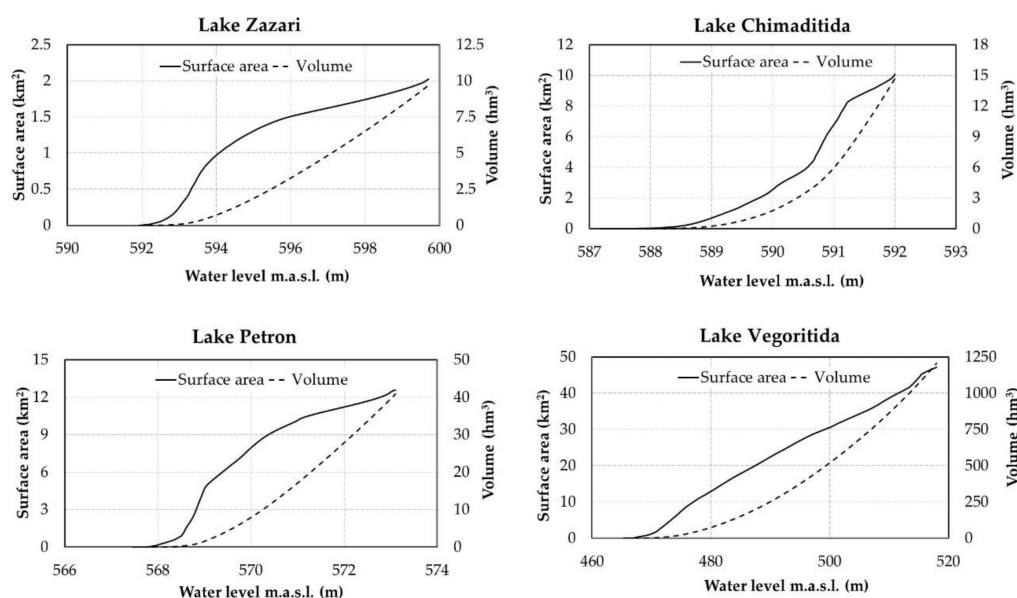 Lake Zazari
Surface area (km²)
2.5
2
1.5
1
0.5
0
Surface area
Volume
12.5
10
7.5
5
2.5
0
Volume (hm³)
590 592 594 596 598 600
Water level m.a.s.l. (m)
Lake Chimaditida
Surface area (km²)
12
10
8
6
4
2
0
Surface area
Volume
18
15
12
9
6
3
0
Volume (hm³)
587 588 589 590 591 592 593
Water level m.a.s.l. (m)
Lake Petron
Surface area (km²)
15
12
9
6
3
0
Surface area
Volume
50
40
30
20
10
0
Volume (hm³)
566 568 570 572 574
Water level m.a.s.l. (m)
Lake Vegoritida
Surface area (km²)
50
40
30
20
10
0
Surface area
Volume
1250
1000
750
500
250
0
Volume (hm³)
460 480 500 520
Water level m.a.s.l. (m)